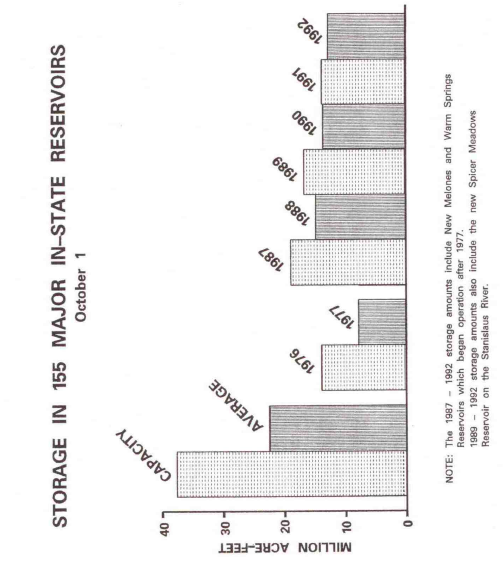 STORAGE IN 155 MAJOR IN-STATE RESERVOIRS
October 1
MILLION ACRE-FEET
40
30
20
10
0
CAPACITY
AVERAGE
1976
1977
1987
1988
1989
1990
1991
1992
NOTE: The 1987 - 1992 storage amounts include New Melones and Warm Springs
Reservoirs which began operation after 1977.
1989 - 1992 storage amounts also include the new Spicer Meadows
Reservoir on the Stanislaus River.